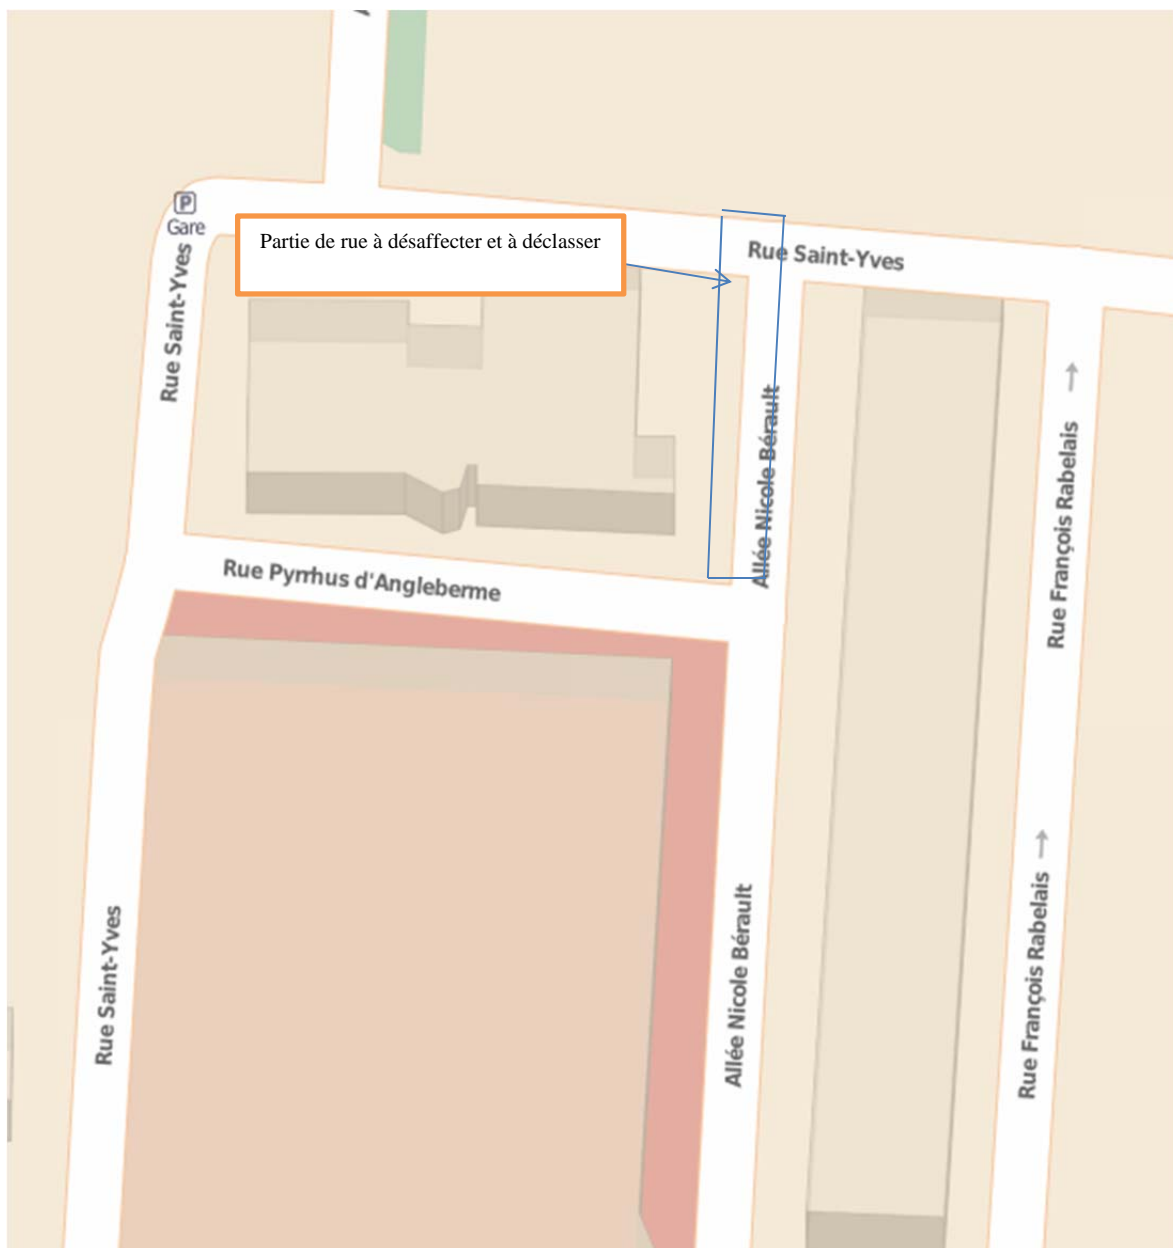 P
Gare
Partie de rue à désaffecter et à déclasser
Rue Saint-Yves
Rue Saint-Yves
Allée Nicole Bérault
Rue François Rabelais
Rue Pyrrhus d'Angleberme
Rue Saint-Yves
Allée Nicole Bérault
Rue François Rabelais